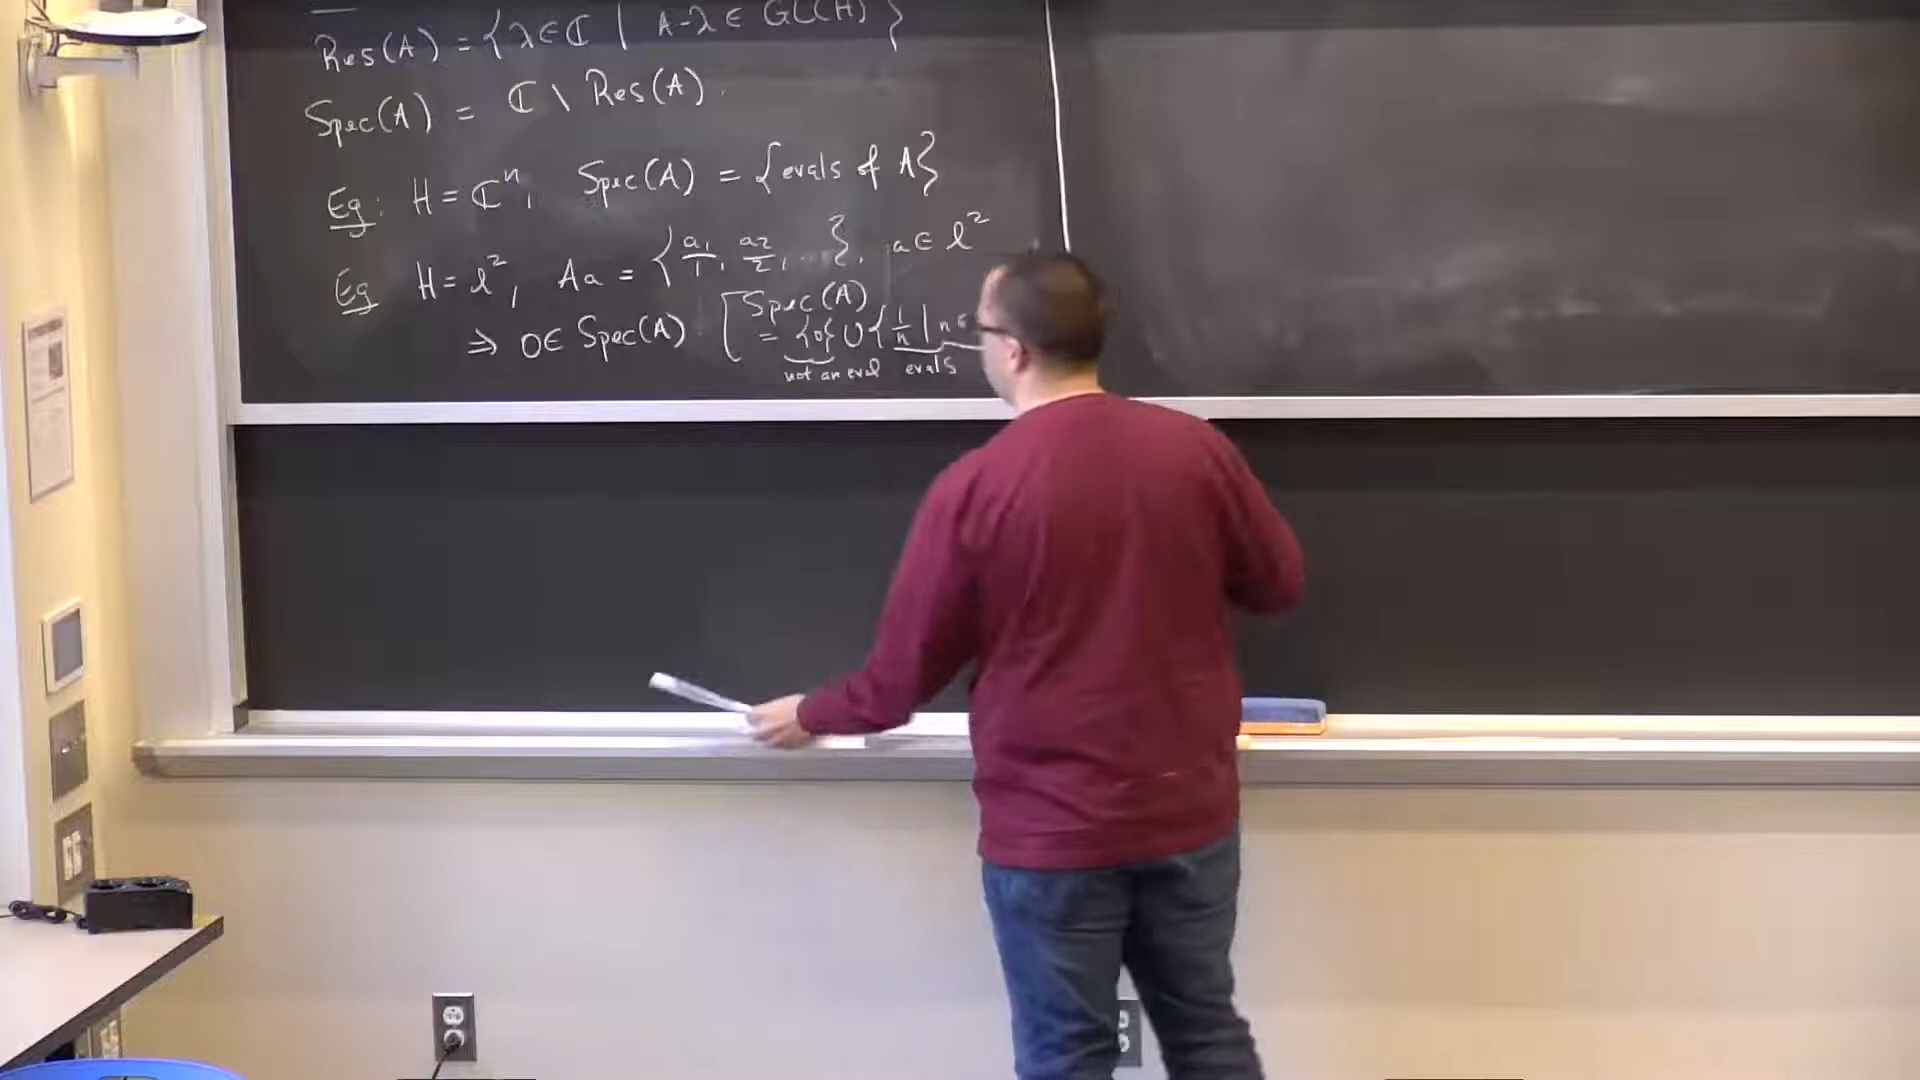 Res(A) = {λ∈ℂ | A-λ ∈ GL(H)}
Spec(A) = ℂ \ Res(A).
Eg: H = ℂⁿ, Spec(A) = {evals of A}
Eg H = ℓ², Aa = {a₁/1, a₂/2, ...}, a ∈ ℓ²
⇒ 0∈ Spec(A). [Spec(A)
= {0} ∪ {1/n | n ∈
not an eval evals